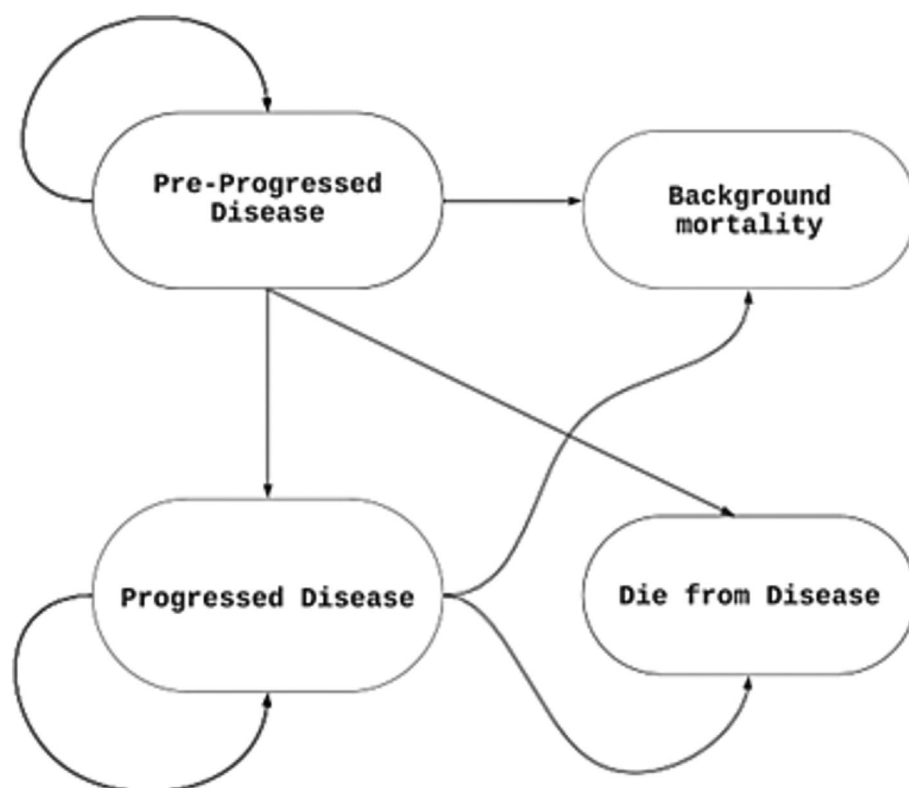 Pre-Progressed
Disease
Background
mortality
Progressed Disease
Die from Disease